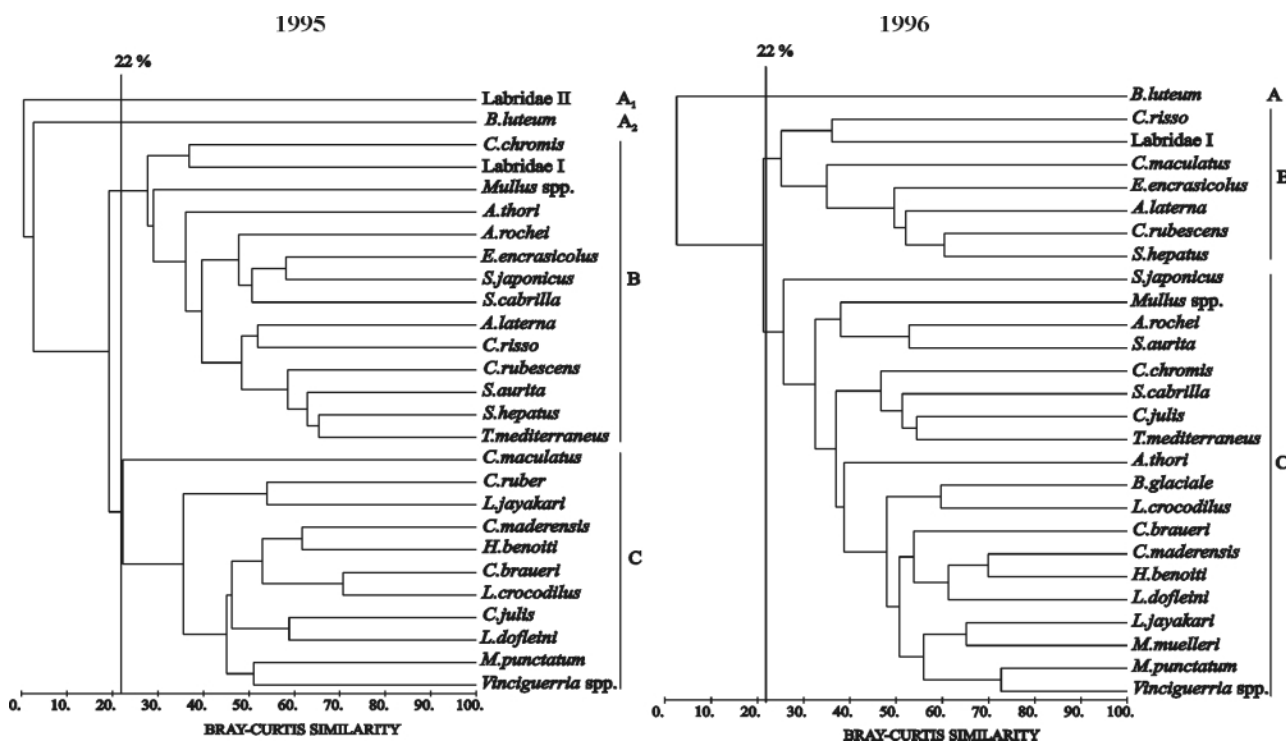 1995
22 %
Labridae II A₁
B.luteum A₂
C.chromis
Labridae I
Mullus spp.
A.thori
A.rochei
E.encrasicolus
S.japonicus
B
S.cabrilla
A.laterna
C.risso
C.rubescens
S.aurita
S.hepatus
T.mediterraneus
C.maculatus
C.ruber
L.jayakari
C.maderensis
H.benoiti
C
C.braueri
L.crocodilus
C.julis
L.dofleini
M.punctatum
Vinciguerria spp.
0. 10. 20. 30. 40. 50. 60. 70. 80. 90. 100.
BRAY-CURTIS SIMILARITY
1996
22 %
B.luteum A
C.risso
Labridae I
C.maculatus
B
E.encrasicolus
A.laterna
C.rubescens
S.hepatus
S.japonicus
Mullus spp.
A.rochei
S.aurita
C.chromis
S.cabrilla
C.julis
T.mediterraneus
A.thori C
B.glaciale
L.crocodilus
C.braueri
C.maderensis
H.benoiti
L.dofleini
L.jayakari
M.muelleri
M.punctatum
Vinciguerria spp.
0. 10. 20. 30. 40. 50. 60. 70. 80. 90. 100.
BRAY-CURTIS SIMILARITY